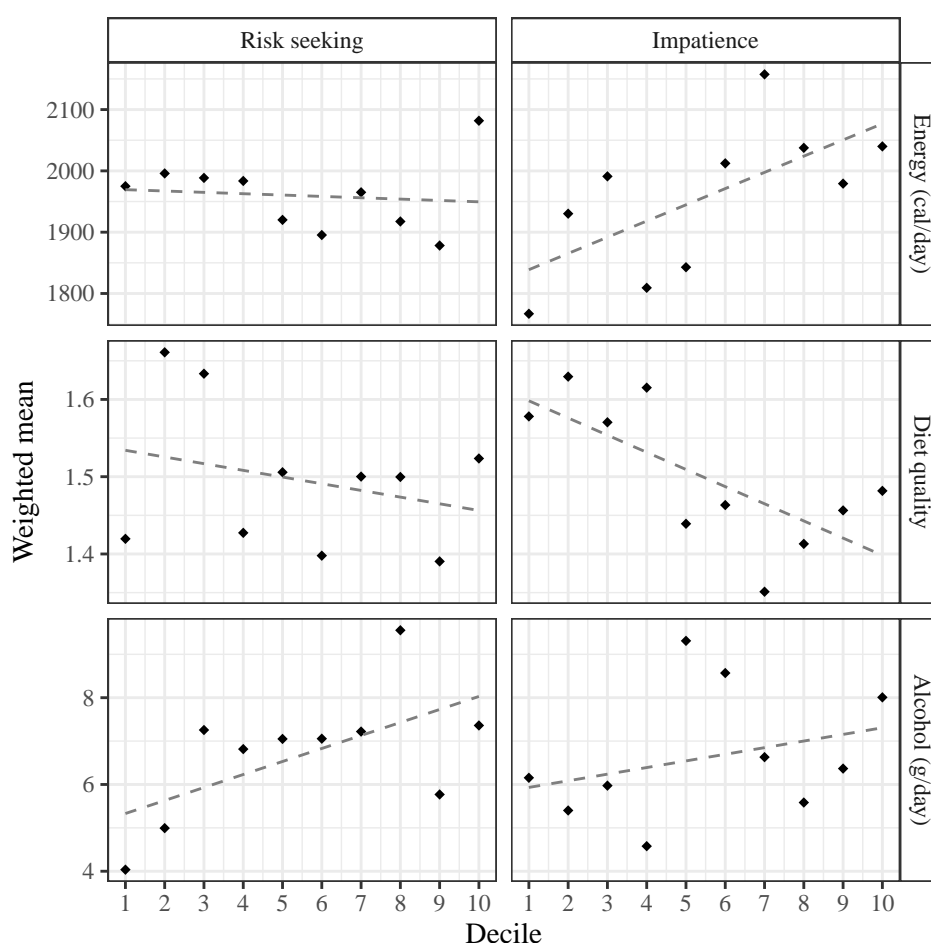 Risk seeking
Impatience
Energy (cal/day)
2100
2000
1900
1800
Diet quality
1.6
1.5
1.4
Alcohol (g/day)
8
6
4
Weighted mean
1 2 3 4 5 6 7 8 9 10
1 2 3 4 5 6 7 8 9 10
Decile